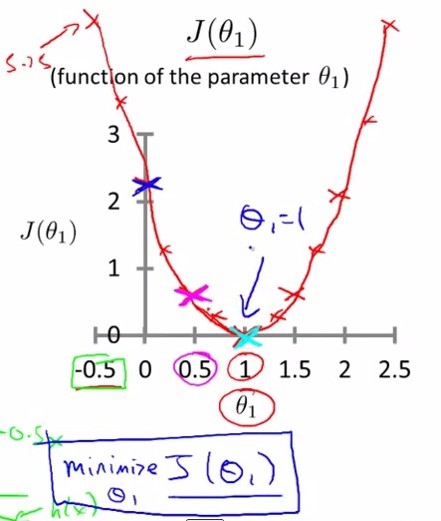 J(θ₁)
5.25
(function of the parameter θ₁)
3
2
J(θ₁)
1
0
θ₁=1
-0.5 0 0.5 1 1.5 2 2.5
θ₁
-0.5
minimize J(θ₁)
θ₁
h(x)